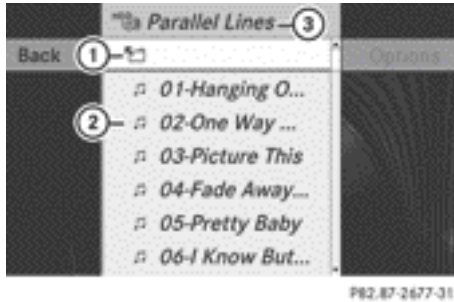 Parallel Lines
3
Back
1
Options
01-Hanging O...
2
02-One Way ...
03-Picture This
04-Fade Away...
05-Pretty Baby
06-I Know But...
P82.87-2677-31